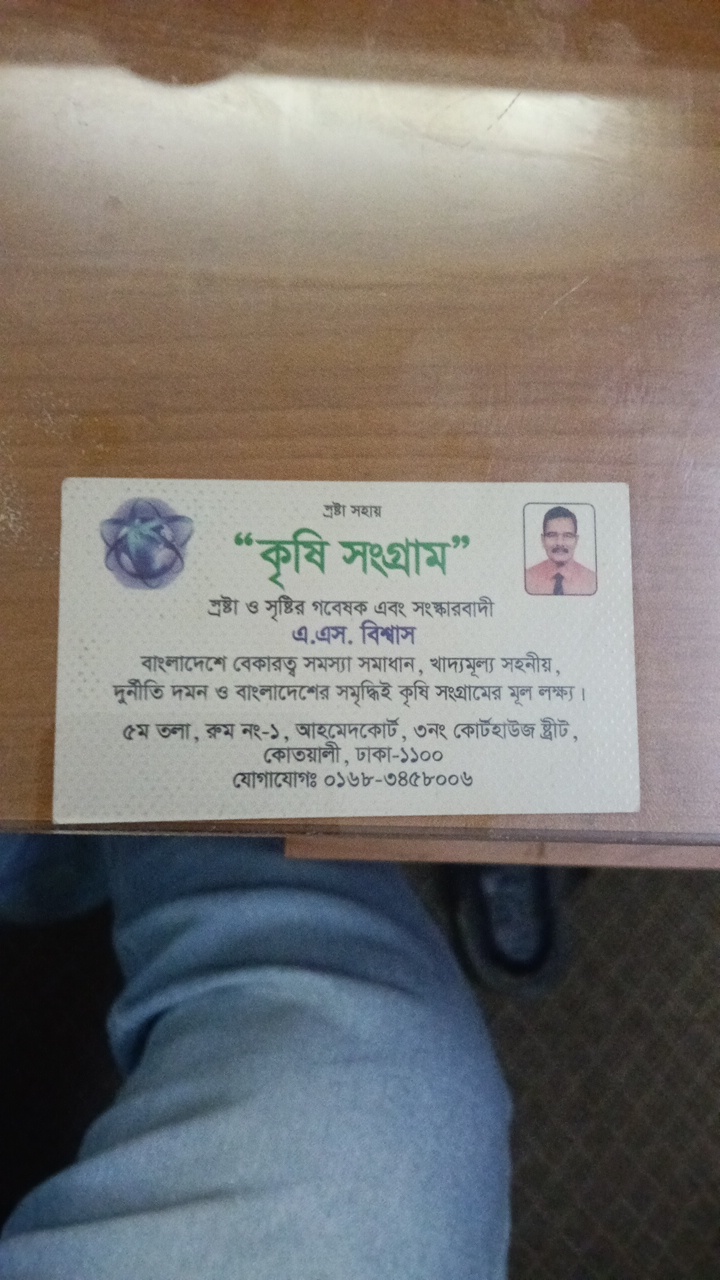 স্রষ্টা সহায়
“কৃষি সংগ্রাম”
স্রষ্টা ও সৃষ্টির গবেষক এবং সংস্কারবাদী
এ.এস. বিশ্বাস
বাংলাদেশে বেকারত্ব সমস্যা সমাধান, খাদ্যমূল্য সহনীয়,
দুর্নীতি দমন ও বাংলাদেশের সমৃদ্ধিই কৃষি সংগ্রামের মূল লক্ষ্য।
৫ম তলা, রুম নং-১, আহমেদকোর্ট, ৩নং কোর্টহাউজ ষ্ট্রীট,
কোতয়ালী, ঢাকা-১১০০
যোগাযোগঃ ০১৬৮-৩৪৫৮০০৬